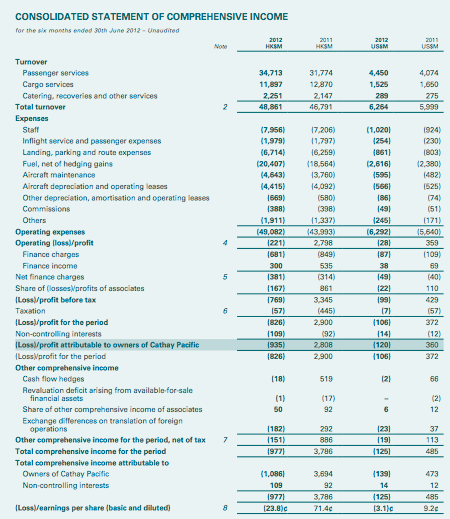 CONSOLIDATED STATEMENT OF COMPREHENSIVE INCOME
for the six months ended 30th June 2012 – Unaudited
2012 2011 2012 2011
Note HK$M HK$M US$M US$M
Turnover
Passenger services 34,713 31,774 4,450 4,074
Cargo services 11,897 12,870 1,525 1,650
Catering, recoveries and other services 2,251 2,147 289 275
Total turnover 2 48,861 46,791 6,264 5,999
Expenses
Staff (7,956) (7,206) (1,020) (924)
Inflight service and passenger expenses (1,979) (1,797) (254) (230)
Landing, parking and route expenses (6,714) (6,259) (861) (803)
Fuel, net of hedging gains (20,407) (18,564) (2,616) (2,380)
Aircraft maintenance (4,643) (3,760) (595) (482)
Aircraft depreciation and operating leases (4,415) (4,092) (566) (525)
Other depreciation, amortisation and operating leases (669) (580) (86) (74)
Commissions (388) (398) (49) (51)
Others (1,911) (1,337) (245) (171)
Operating expenses (49,082) (43,993) (6,292) (5,640)
Operating (loss)/profit 4 (221) 2,798 (28) 359
Finance charges (681) (849) (87) (109)
Finance income 300 535 38 69
Net finance charges 5 (381) (314) (49) (40)
Share of (losses)/profits of associates (167) 861 (22) 110
(Loss)/profit before tax (769) 3,345 (99) 429
Taxation 6 (57) (445) (7) (57)
(Loss)/profit for the period (826) 2,900 (106) 372
Non-controlling interests (109) (92) (14) (12)
(Loss)/profit attributable to owners of Cathay Pacific (935) 2,808 (120) 360
(Loss)/profit for the period (826) 2,900 (106) 372
Other comprehensive income
Cash flow hedges (18) 519 (2) 66
Revaluation deficit arising from available-for-sale
financial assets (1) (17) – (2)
Share of other comprehensive income of associates 50 92 6 12
Exchange differences on translation of foreign
operations (182) 292 (23) 37
Other comprehensive income for the period, net of tax 7 (151) 886 (19) 113
Total comprehensive income for the period (977) 3,786 (125) 485
Total comprehensive income attributable to
Owners of Cathay Pacific (1,086) 3,694 (139) 473
Non-controlling interests 109 92 14 12
(977) 3,786 (125) 485
(Loss)/earnings per share (basic and diluted) 8 (23.8)¢ 71.4¢ (3.1)¢ 9.2¢